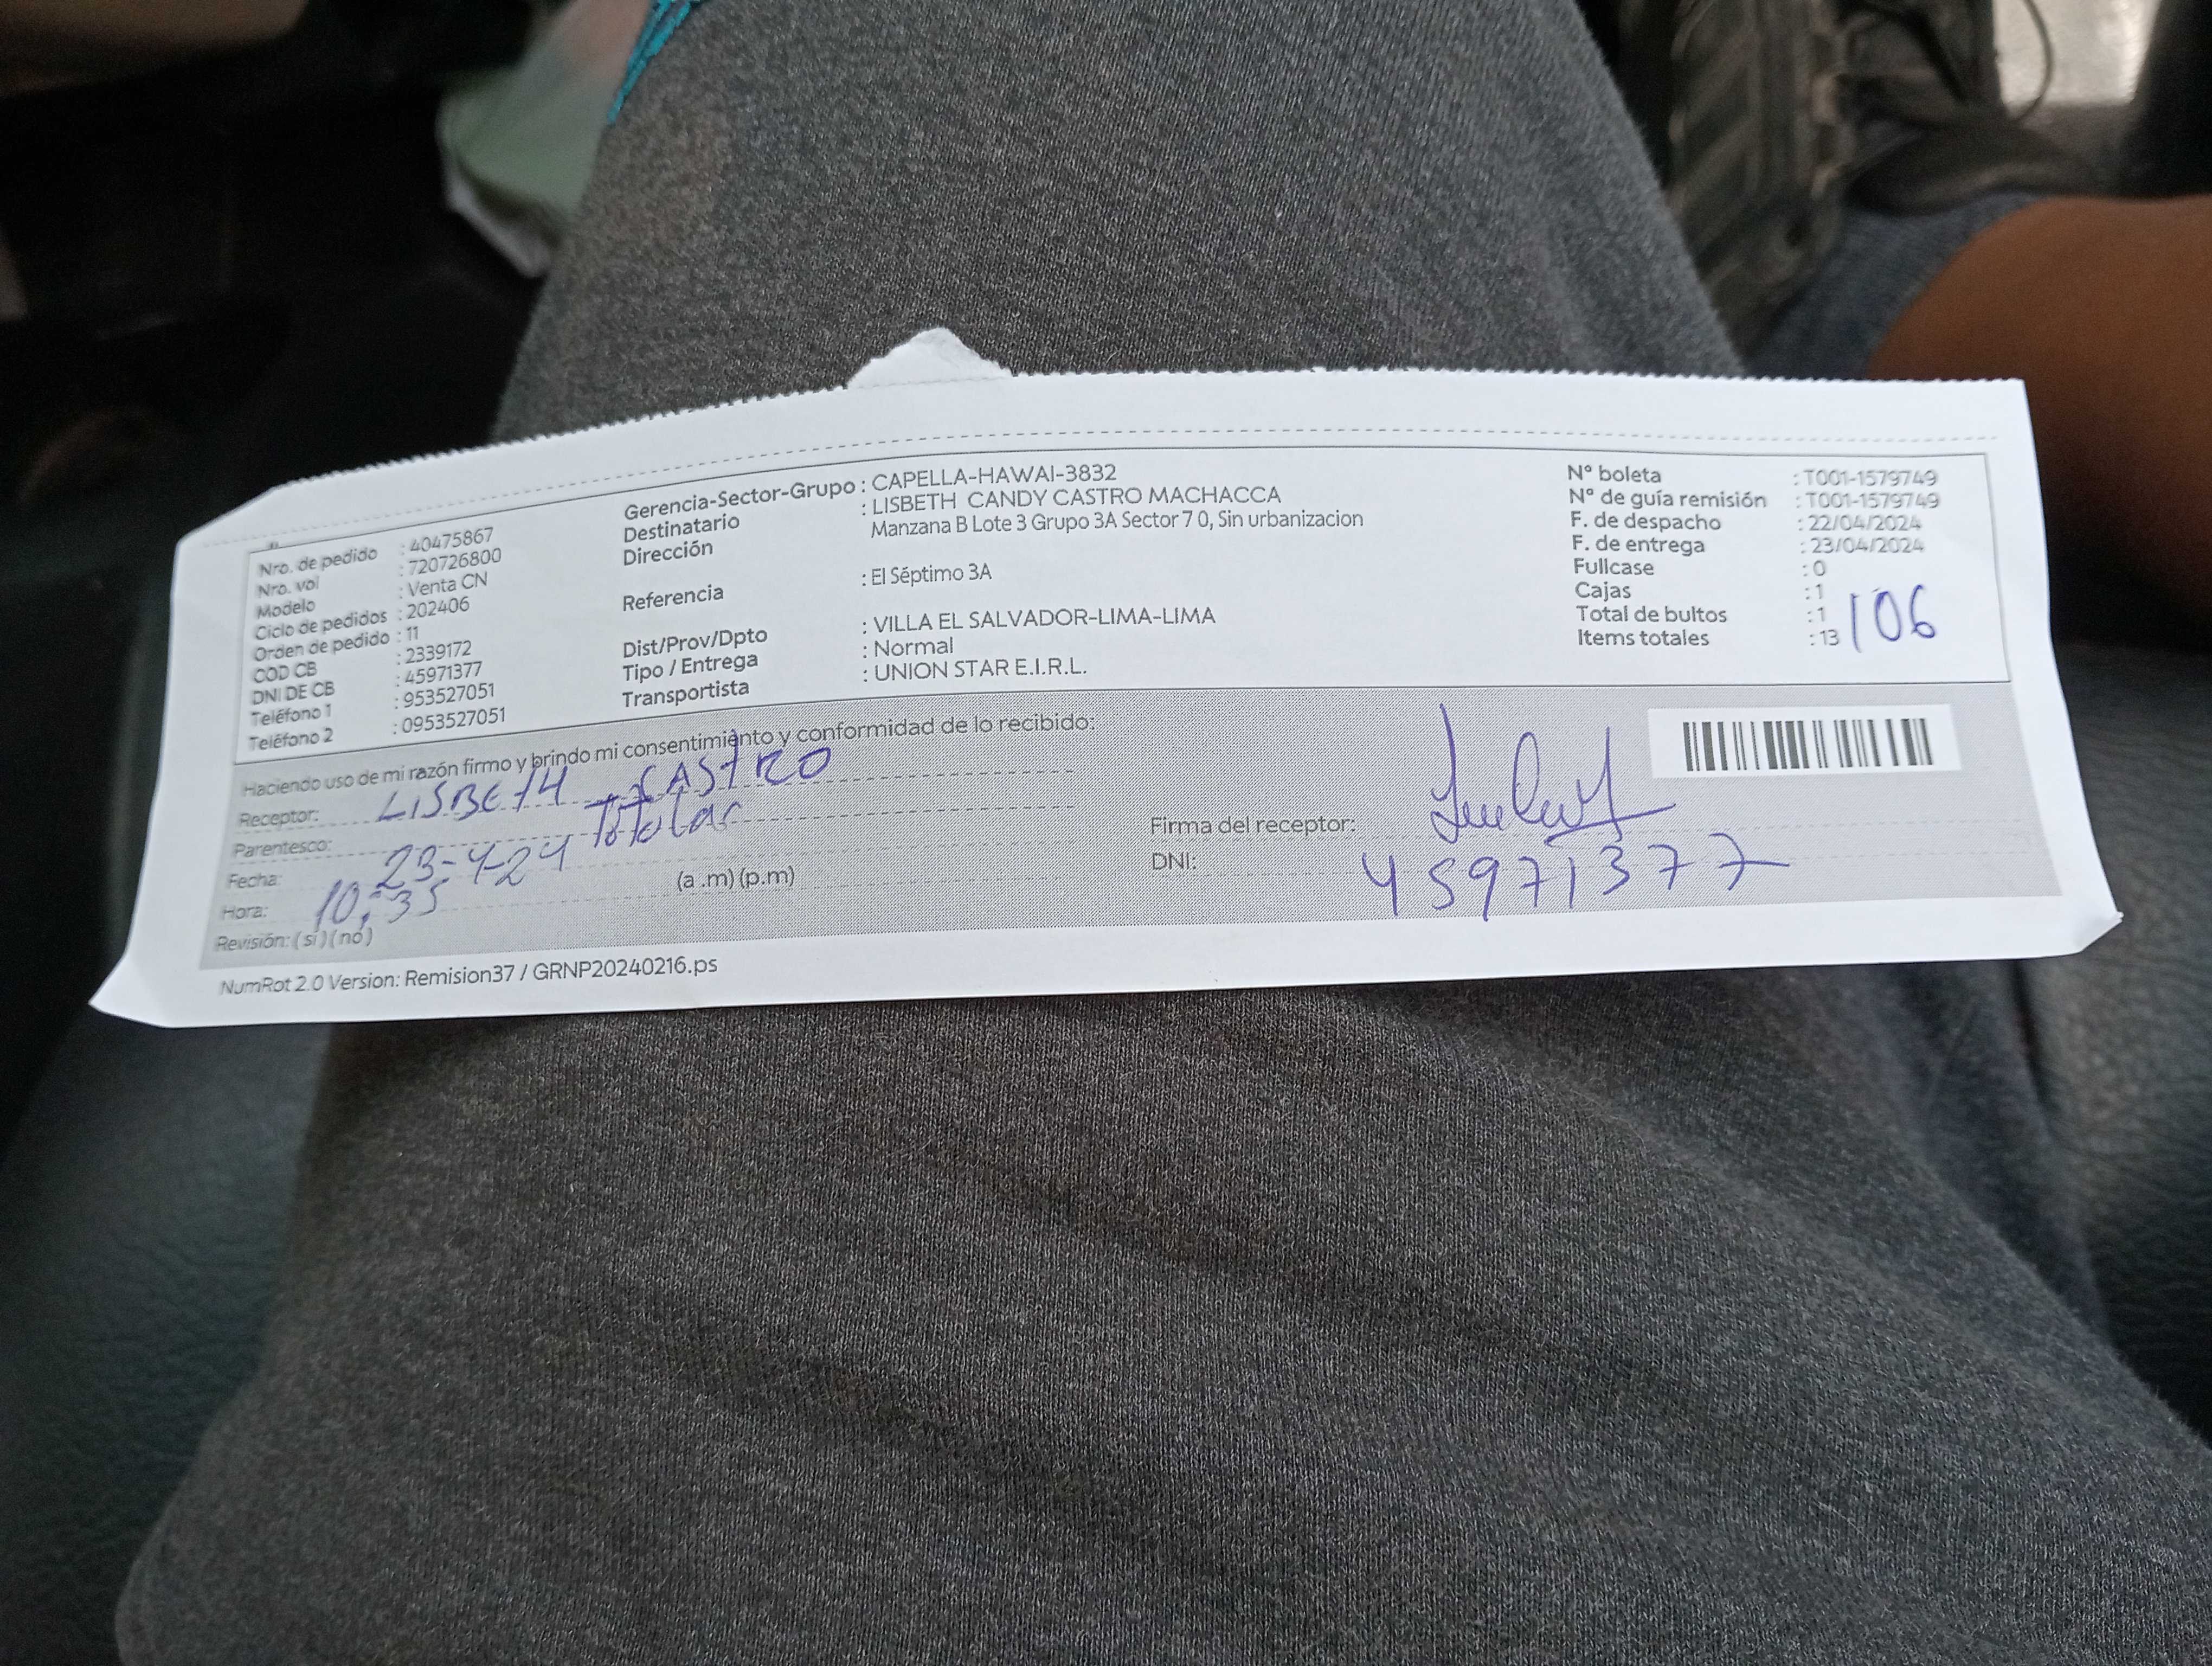 Nro. de pedido : 40475867
Nro. vol : 720726800
Modelo : Venta CN
Ciclo de pedidos : 202406
Orden de pedido : 11
COD CB : 2339172
DNI DE CB : 45971377
Teléfono 1 : 953527051
Teléfono 2 : 0953527051
Gerencia-Sector-Grupo : CAPELLA-HAWAI-3832
Destinatario : LISBETH CANDY CASTRO MACHACCA
Dirección Manzana B Lote 3 Grupo 3A Sector 7 0, Sin urbanizacion
Referencia : El Séptimo 3A
Dist/Prov/Dpto : VILLA EL SALVADOR-LIMA-LIMA
Tipo / Entrega : Normal
Transportista : UNION STAR E.I.R.L.
N° boleta : T001-1579749
N° de guía remisión : T001-1579749
F. de despacho : 22/04/2024
F. de entrega : 23/04/2024
Fullcase : 0
Cajas : 1
Total de bultos : 1
Items totales : 13
106
Haciendo uso de mi razón firmo y brindo mi consentimiento y conformidad de lo recibido:
Receptor: LISBETH CASTRO
Parentesco: Titular
Fecha: 23-4-24
Hora: 10:35 (a .m) (p.m)
Revisión: ( si ) ( no )
Firma del receptor:
DNI: 45971377
NumRot 2.0 Version: Remision37 / GRNP20240216.ps